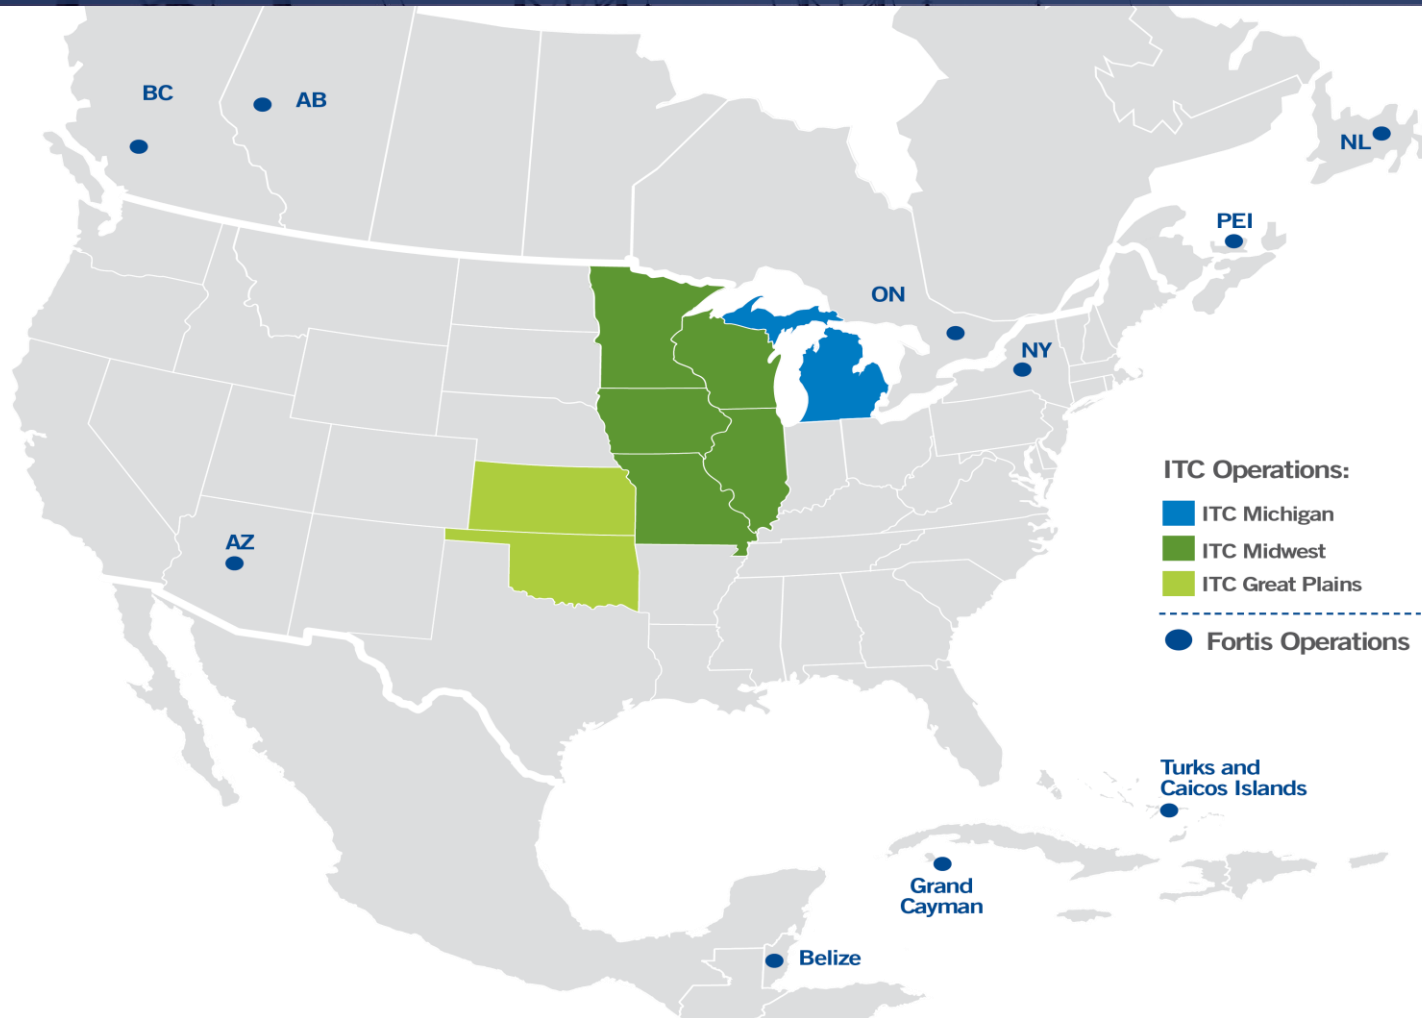 BC
AB
NL
PEI
ON
NY
ITC Operations:
ITC Michigan
AZ
ITC Midwest
ITC Great Plains
Fortis Operations
Turks and
Caicos Islands
Grand
Cayman
Belize